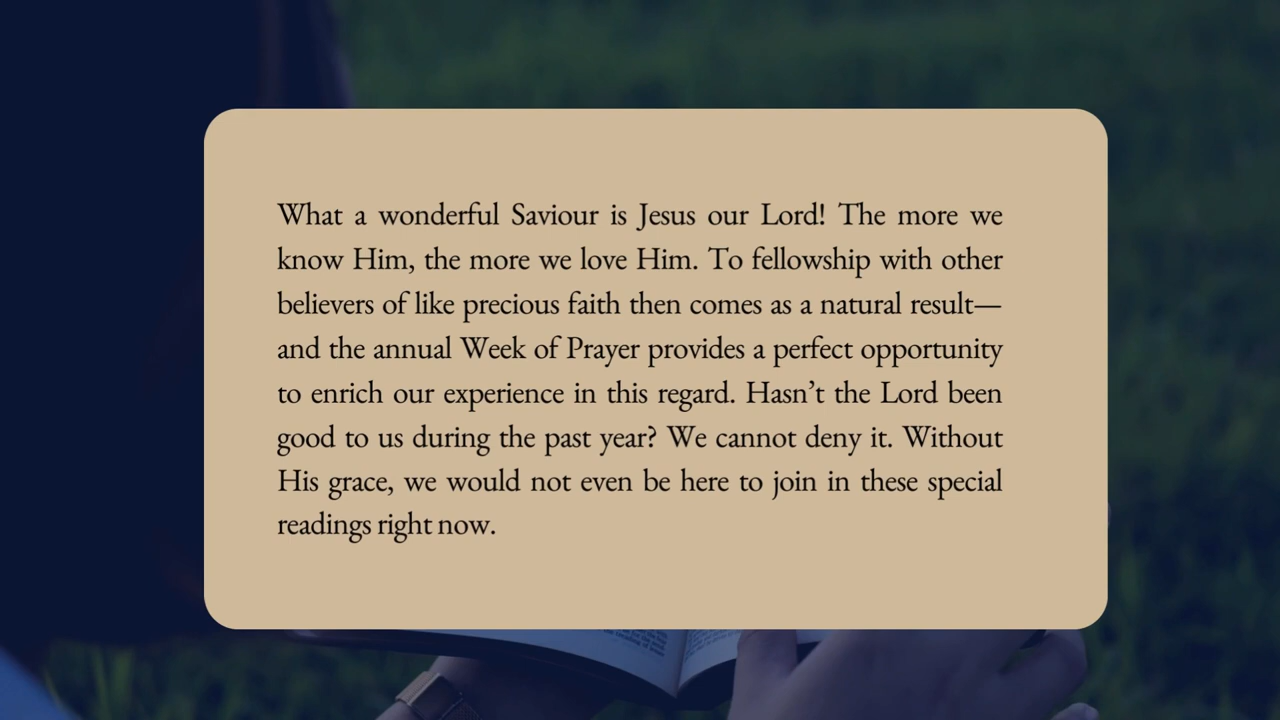 What a wonderful Saviour is Jesus our Lord! The more we
know Him, the more we love Him. To fellowship with other
believers of like precious faith then comes as a natural result—
and the annual Week of Prayer provides a perfect opportunity
to enrich our experience in this regard. Hasn’t the Lord been
good to us during the past year? We cannot deny it. Without
His grace, we would not even be here to join in these special
readings right now.